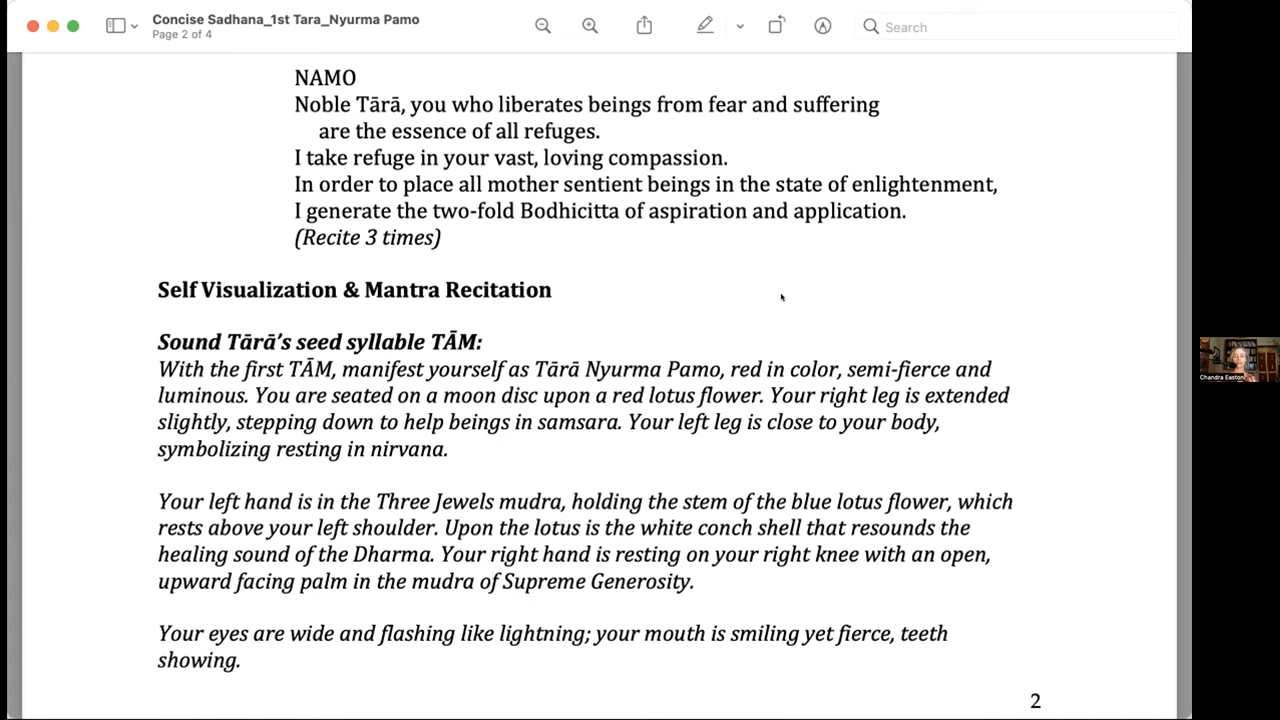 Concise Sadhana_1st Tara_Nyurma Pamo
Page 2 of 4
Search
NAMO
Noble Tārā, you who liberates beings from fear and suffering
are the essence of all refuges.
I take refuge in your vast, loving compassion.
In order to place all mother sentient beings in the state of enlightenment,
I generate the two-fold Bodhicitta of aspiration and application.
(Recite 3 times)
Self Visualization & Mantra Recitation
Sound Tārā’s seed syllable TĀM:
With the first TĀM, manifest yourself as Tārā Nyurma Pamo, red in color, semi-fierce and
luminous. You are seated on a moon disc upon a red lotus flower. Your right leg is extended
slightly, stepping down to help beings in samsara. Your left leg is close to your body,
symbolizing resting in nirvana.
Your left hand is in the Three Jewels mudra, holding the stem of the blue lotus flower, which
rests above your left shoulder. Upon the lotus is the white conch shell that resounds the
healing sound of the Dharma. Your right hand is resting on your right knee with an open,
upward facing palm in the mudra of Supreme Generosity.
Your eyes are wide and flashing like lightning; your mouth is smiling yet fierce, teeth
showing.
2
Chandra Easton